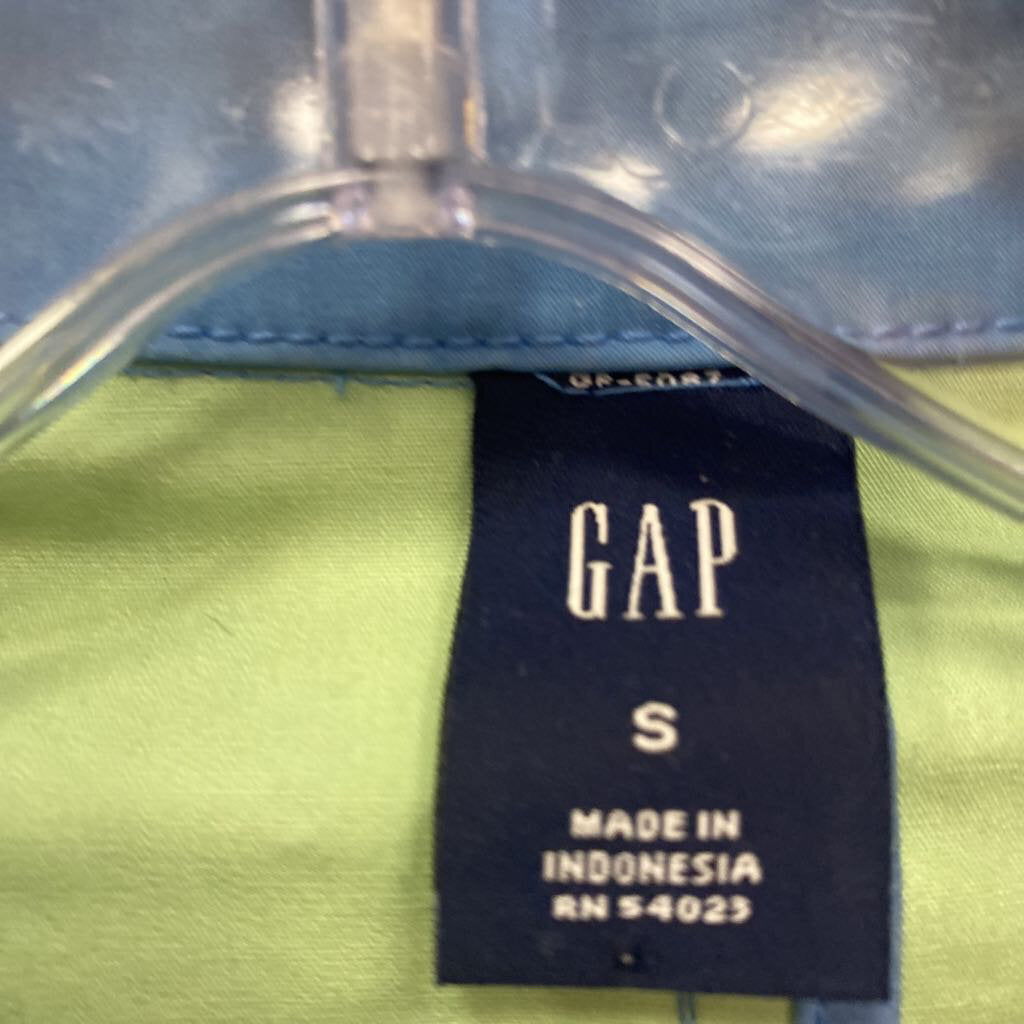 GAP
S
MADE IN
INDONESIA
RN 54023